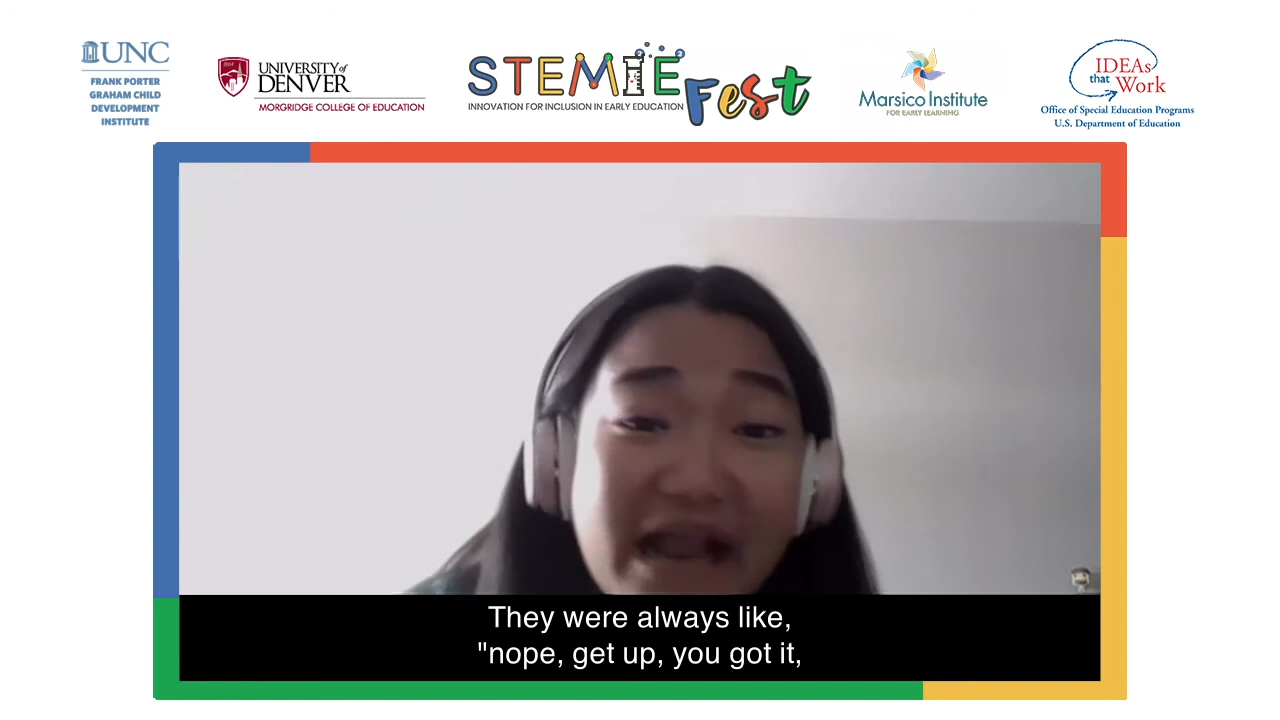 UNC
FRANK PORTER
GRAHAM CHILD
DEVELOPMENT
INSTITUTE
UNIVERSITY of
DENVER
MORGRIDGE COLLEGE OF EDUCATION
STEMIE Fest
INNOVATION FOR INCLUSION IN EARLY EDUCATION
Marsico Institute
FOR EARLY LEARNING
IDEAs
that Work
Office of Special Education Programs
U.S. Department of Education
They were always like,
"nope, get up, you got it,